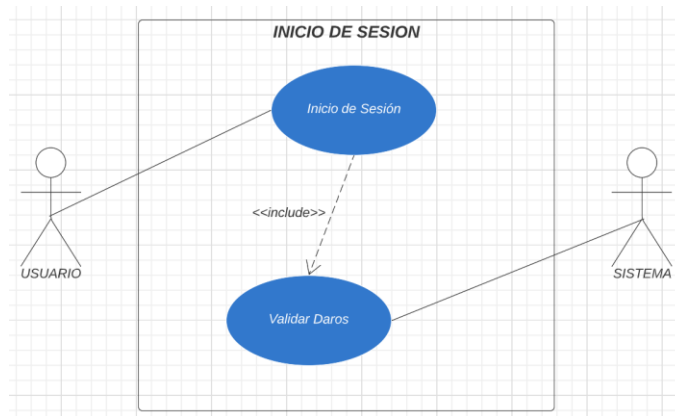 INICIO DE SESION
Inicio de Sesión
<<include>>
USUARIO
SISTEMA
Validar Daros